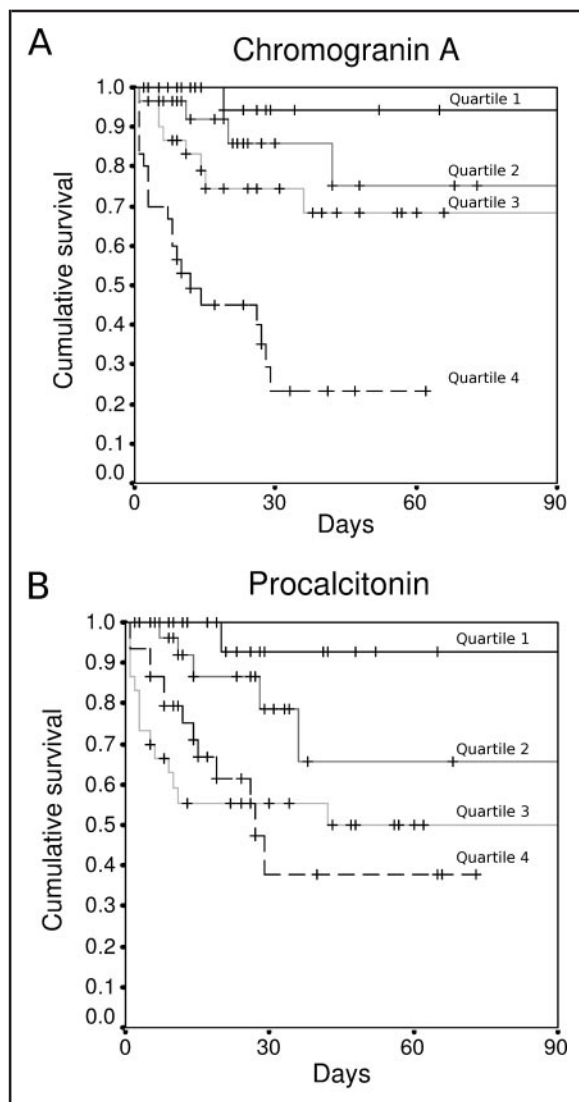 A
Chromogranin A
1.0
0.9
0.8
0.7
0.6
0.5
0.4
0.3
0.2
0.1
0.0
Cumulative survival
Quartile 1
Quartile 2
Quartile 3
Quartile 4
0 30 60 90
Days
B
Procalcitonin
1.0
0.9
0.8
0.7
0.6
0.5
0.4
0.3
0.2
0.1
0.0
Cumulative survival
Quartile 1
Quartile 2
Quartile 3
Quartile 4
0 30 60 90
Days